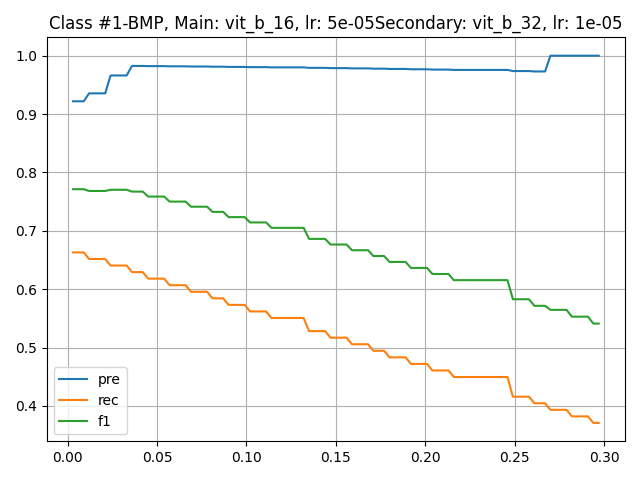 Class #1-BMP, Main: vit_b_16, lr: 5e-05Secondary: vit_b_32, lr: 1e-05
1.0
0.9
0.8
0.7
0.6
0.5
0.4
pre
rec
f1
0.00 0.05 0.10 0.15 0.20 0.25 0.30